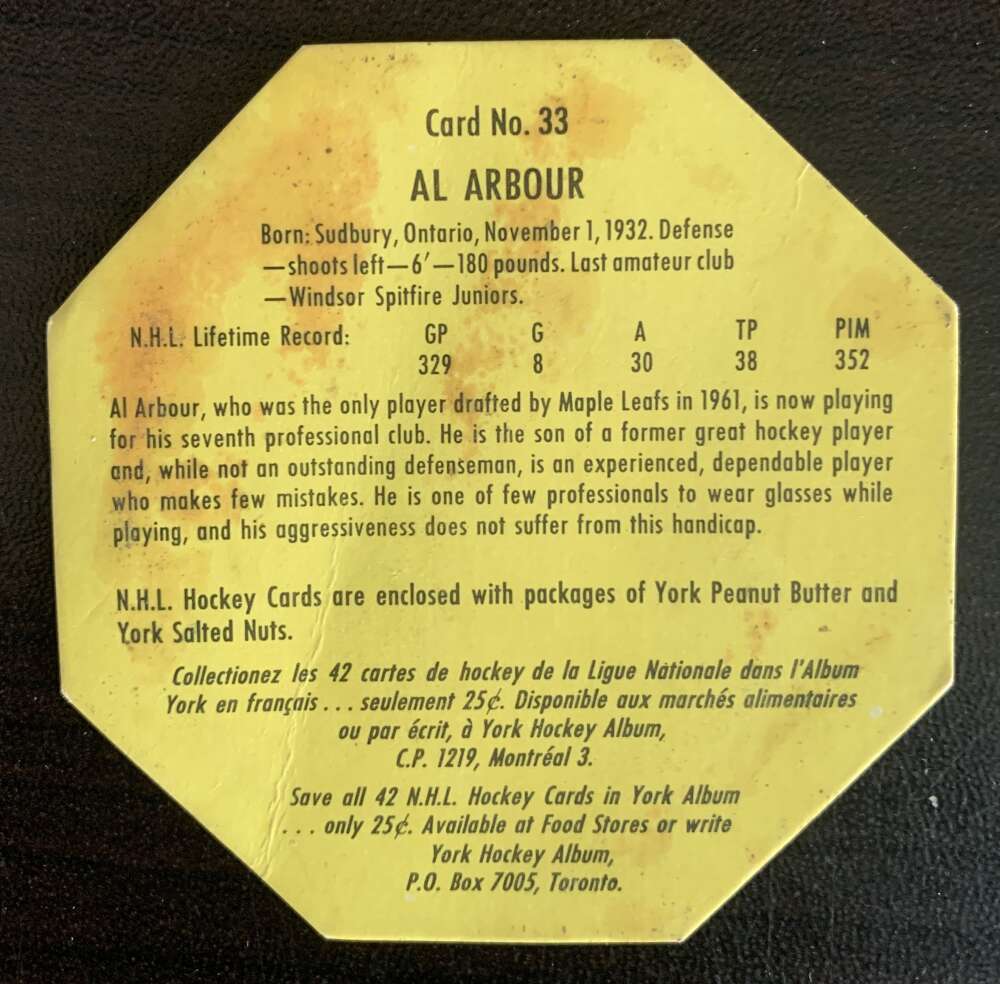 Card No. 33
AL ARBOUR
Born: Sudbury, Ontario, November 1, 1932. Defense
—shoots left—6′—180 pounds. Last amateur club
—Windsor Spitfire Juniors.
N.H.L. Lifetime Record: GP G A TP PIM
329 8 30 38 352
Al Arbour, who was the only player drafted by Maple Leafs in 1961, is now playing
for his seventh professional club. He is the son of a former great hockey player
and, while not an outstanding defenseman, is an experienced, dependable player
who makes few mistakes. He is one of few professionals to wear glasses while
playing, and his aggressiveness does not suffer from this handicap.
N.H.L. Hockey Cards are enclosed with packages of York Peanut Butter and
York Salted Nuts.
Collectionez les 42 cartes de hockey de la Ligue Nationale dans l'Album
York en français . . . seulement 25¢. Disponible aux marchés alimentaires
ou par écrit, à York Hockey Album,
C.P. 1219, Montréal 3.
Save all 42 N.H.L. Hockey Cards in York Album
. . . only 25¢. Available at Food Stores or write
York Hockey Album,
P.O. Box 7005, Toronto.